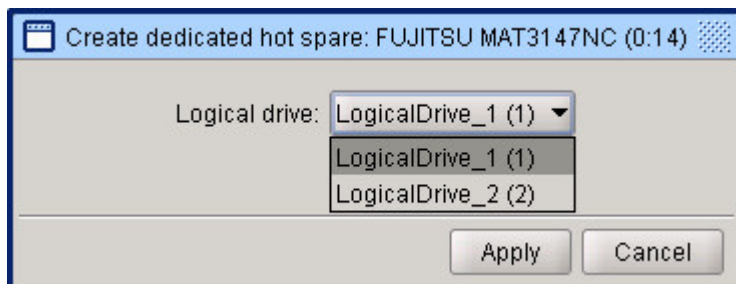 Create dedicated hot spare: FUJITSU MAT3147NC (0:14)
Logical drive: LogicalDrive_1 (1)
LogicalDrive_1 (1)
LogicalDrive_2 (2)
Apply Cancel